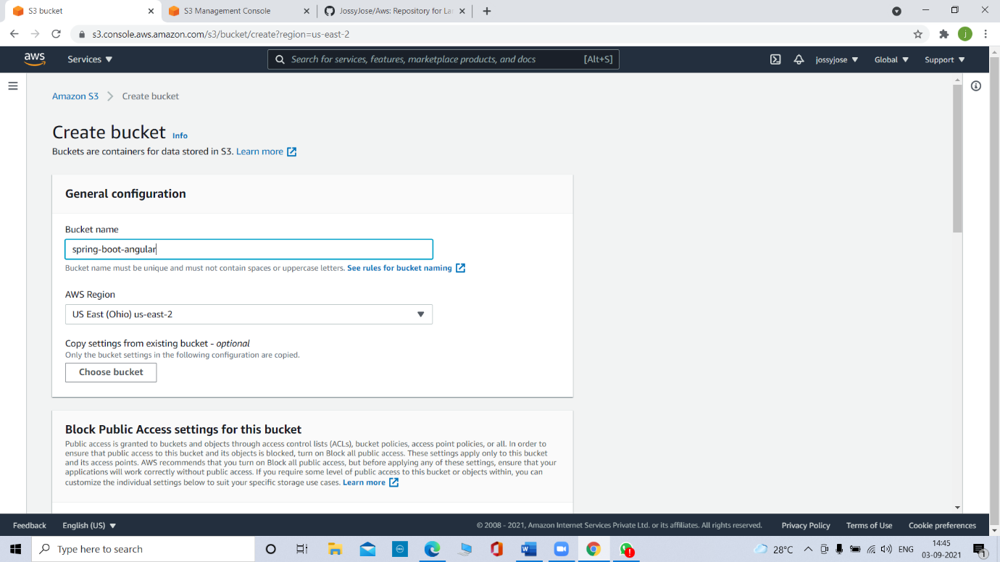 S3 bucket
S3 Management Console
JossyJose/Aws: Repository for La
s3.console.aws.amazon.com/s3/bucket/create?region=us-east-2
j
aws
Services
Search for services, features, marketplace products, and docs
[Alt+S]
jossyjose
Global
Support
Amazon S3
Create bucket
Create bucket Info
Buckets are containers for data stored in S3. Learn more
General configuration
Bucket name
spring-boot-angular
Bucket name must be unique and must not contain spaces or uppercase letters. See rules for bucket naming
AWS Region
US East (Ohio) us-east-2
Copy settings from existing bucket - optional
Only the bucket settings in the following configuration are copied.
Choose bucket
Block Public Access settings for this bucket
Public access is granted to buckets and objects through access control lists (ACLs), bucket policies, access point policies, or all. In order to
ensure that public access to this bucket and its objects is blocked, turn on Block all public access. These settings apply only to this bucket
and its access points. AWS recommends that you turn on Block all public access, but before applying any of these settings, ensure that your
applications will work correctly without public access. If you require some level of public access to this bucket or objects within, you can
customize the individual settings below to suit your specific storage use cases. Learn more
Feedback
English (US)
© 2008 - 2021, Amazon Internet Services Private Ltd. or its affiliates. All rights reserved.
Privacy Policy
Terms of Use
Cookie preferences
Type here to search
28°C
ENG
14:45
03-09-2021
1